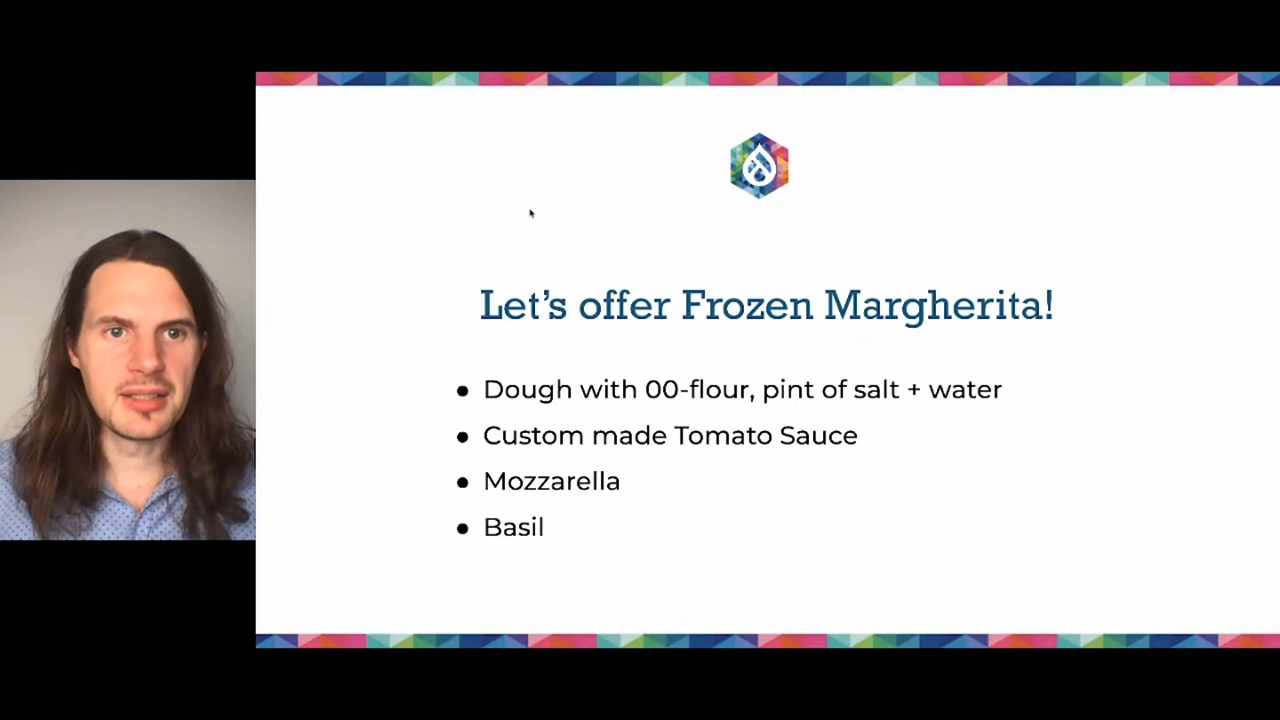 Let's offer Frozen Margherita!
● Dough with 00-flour, pint of salt + water
● Custom made Tomato Sauce
● Mozzarella
● Basil